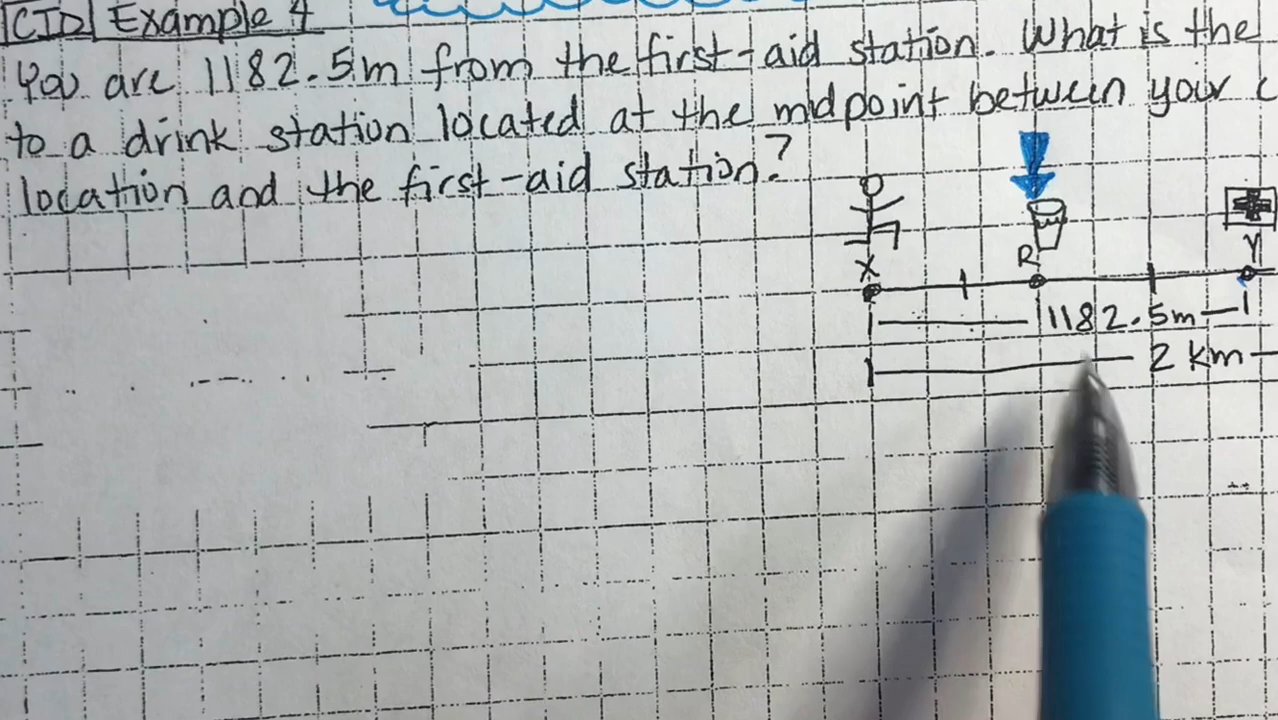 CID Example 4
You are 1182.5m from the first-aid station. What is the
to a drink station located at the mdpoint between your c
location and the first-aid station?
R
X
Y
1182.5m
2 km